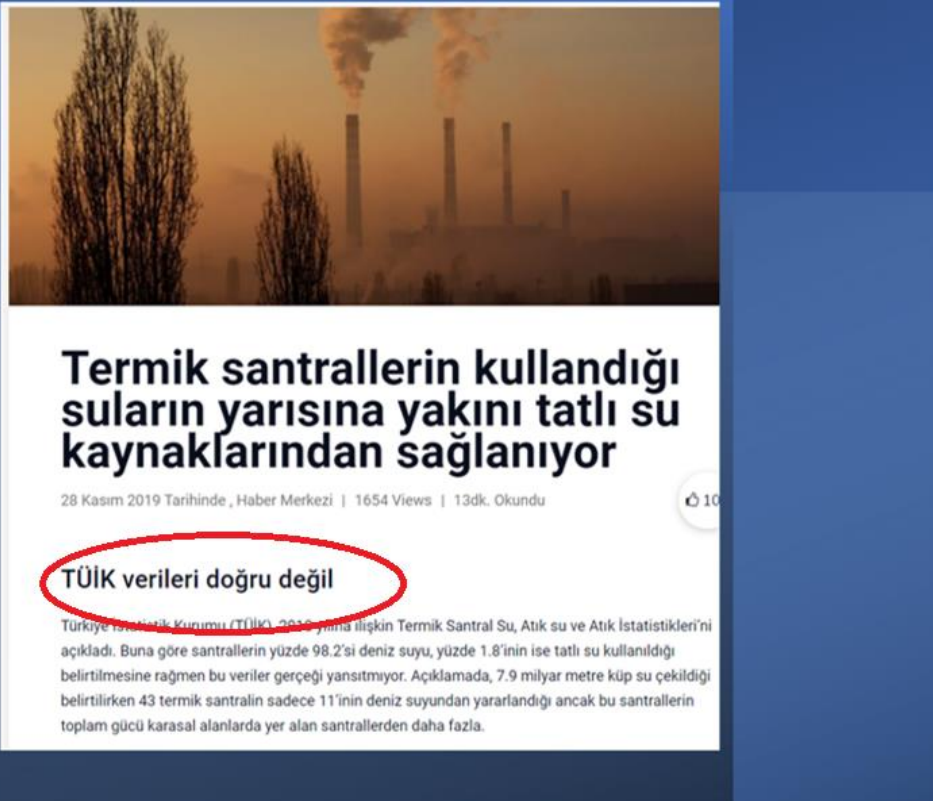 Termik santrallerin kullandığı
suların yarısına yakını tatlı su
kaynaklarından sağlanıyor
28 Kasım 2019 Tarihinde , Haber Merkezi | 1654 Views | 13dk. Okundu
10
TÜİK verileri doğru değil
Türkiye İstatistik Kurumu (TÜİK), yılına ilişkin Termik Santral Su, Atık su ve Atık İstatistikleri'ni
açıkladı. Buna göre santrallerin yüzde 98.2'si deniz suyu, yüzde 1.8'inin ise tatlı su kullanıldığı
belirtilmesine rağmen bu veriler gerçeği yansıtmıyor. Açıklamada, 7.9 milyar metre küp su çekildiği
belirtilirken 43 termik santralin sadece 11'inin deniz suyundan yararlandığı ancak bu santrallerin
toplam gücü karasal alanlarda yer alan santrallerden daha fazla.